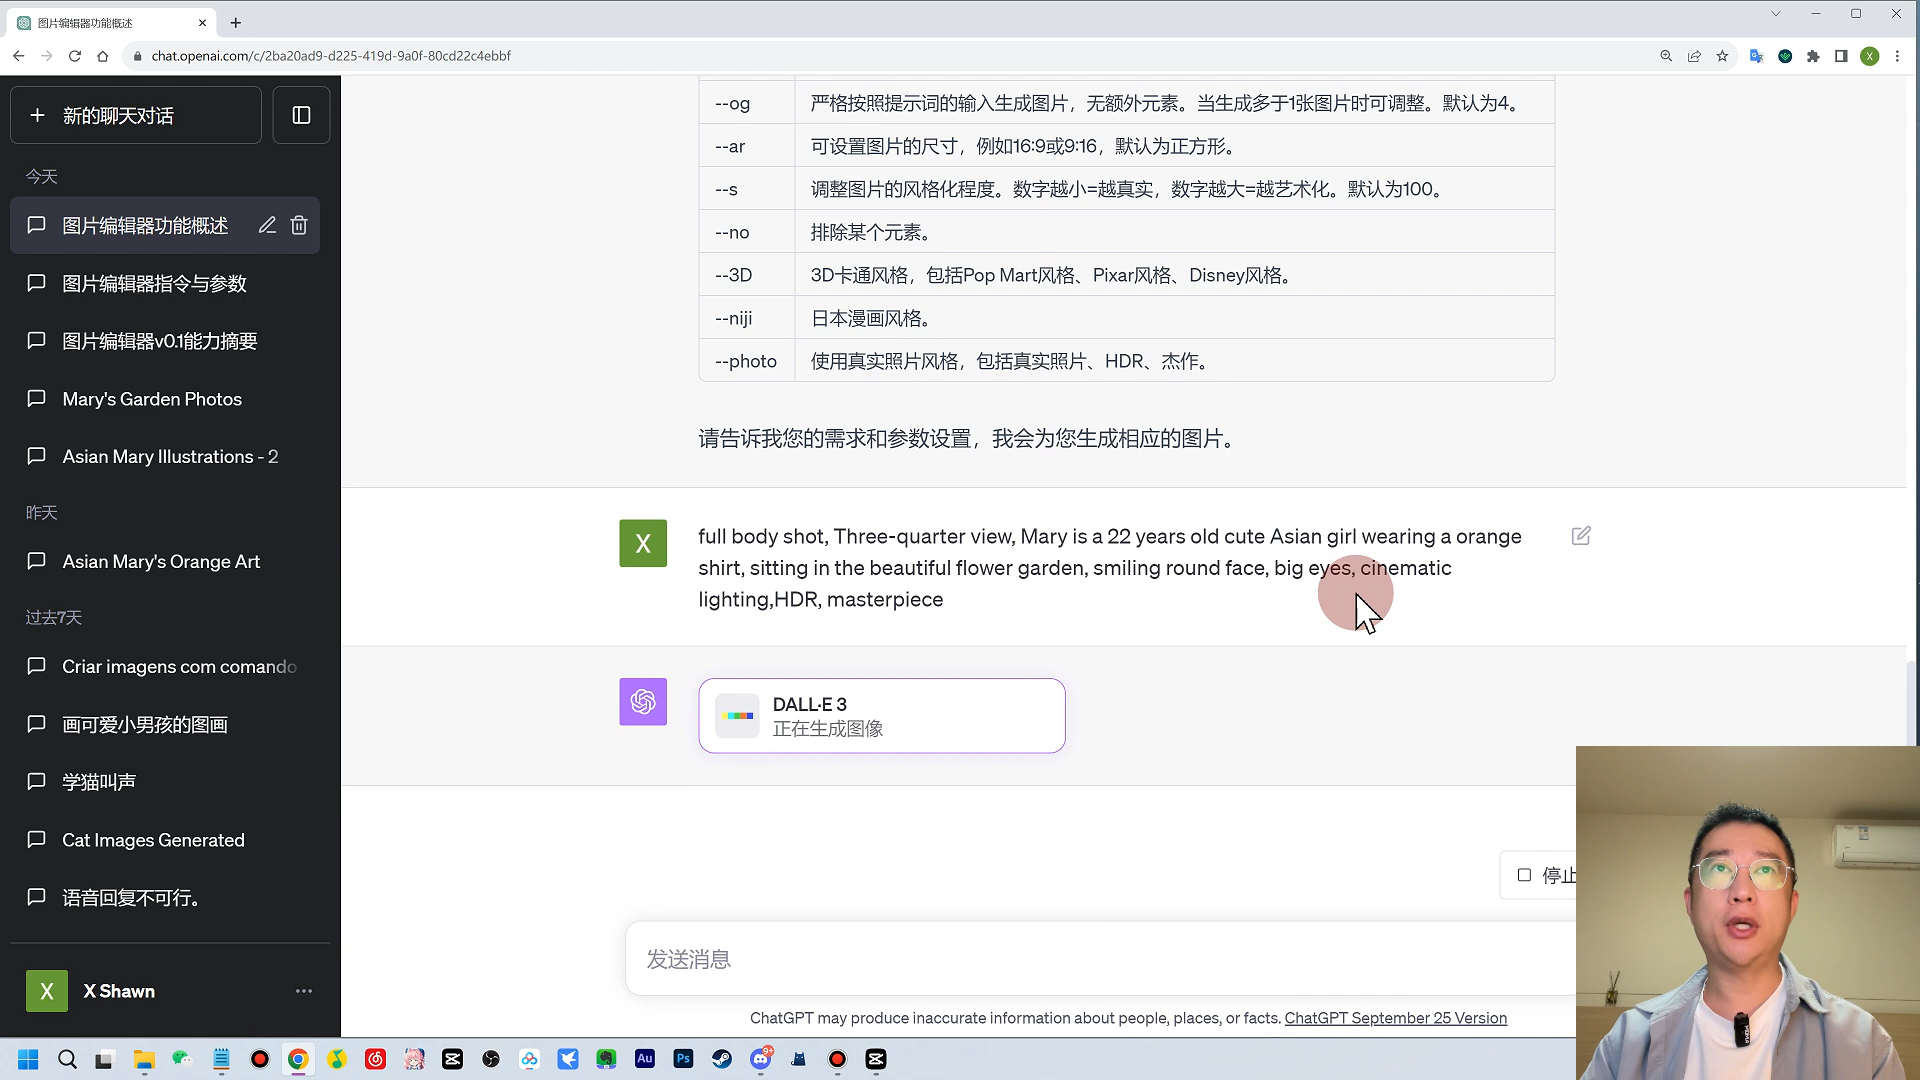 图片编辑器功能概述
chat.openai.com/c/2ba20ad9-d225-419d-9a0f-80cd22c4ebbf
X
新的聊天对话
今天
图片编辑器功能概述
图片编辑器指令与参数
图片编辑器v0.1能力摘要
Mary's Garden Photos
Asian Mary Illustrations - 2
昨天
Asian Mary's Orange Art
过去7天
Criar imagens com comando
画可爱小男孩的图画
学猫叫声
Cat Images Generated
语音回复不可行。
X
X Shawn
--og 严格按照提示词的输入生成图片，无额外元素。当生成多于1张图片时可调整。默认为4。
--ar 可设置图片的尺寸，例如16:9或9:16，默认为正方形。
--s 调整图片的风格化程度。数字越小=越真实，数字越大=越艺术化。默认为100。
--no 排除某个元素。
--3D 3D卡通风格，包括Pop Mart风格、Pixar风格、Disney风格。
--niji 日本漫画风格。
--photo 使用真实照片风格，包括真实照片、HDR、杰作。
请告诉我您的需求和参数设置，我会为您生成相应的图片。
X
full body shot, Three-quarter view, Mary is a 22 years old cute Asian girl wearing a orange
shirt, sitting in the beautiful flower garden, smiling round face, big eyes, cinematic
lighting,HDR, masterpiece
DALL·E 3
正在生成图像
停止
发送消息
ChatGPT may produce inaccurate information about people, places, or facts. ChatGPT September 25 Version
Au
Ps
9+